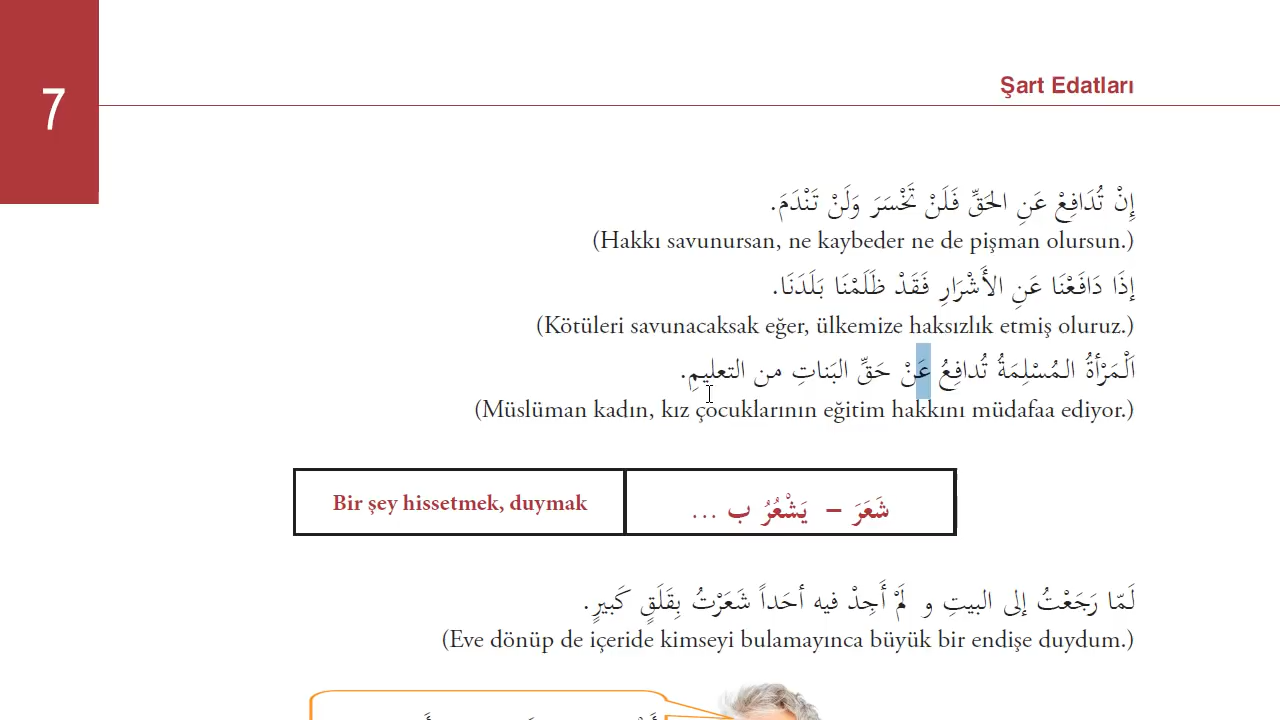 7
Şart Edatları
إِنْ تُدَافِعْ عَنِ الحَقِّ فَلَنْ تَخْسَرَ وَلَنْ تَنْدَمَ.
(Hakkı savunursan, ne kaybeder ne de pişman olursun.)
إذَا دَافَعْنَا عَنِ الأَشْرَارِ فَقَدْ ظَلَمْنَا بَلَدَنَا.
(Kötüleri savunacaksak eğer, ülkemize haksızlık etmiş oluruz.)
اَلْمَرْأةُ المُسْلِمَةُ تُدافِعُ عَنْ حَقِّ البَناتِ من التعليمِ.
(Müslüman kadın, kız çocuklarının eğitim hakkını müdafaa ediyor.)
شَعَرَ – يَشْعُرُ ب ...
Bir şey hissetmek, duymak
لَمّا رَجَعْتُ إلى البيتِ و لَمْ أَجِدْ فيه أحَداً شَعَرْتُ بِقَلَقٍ كَبيرٍ.
(Eve dönüp de içeride kimseyi bulamayınca büyük bir endişe duydum.)